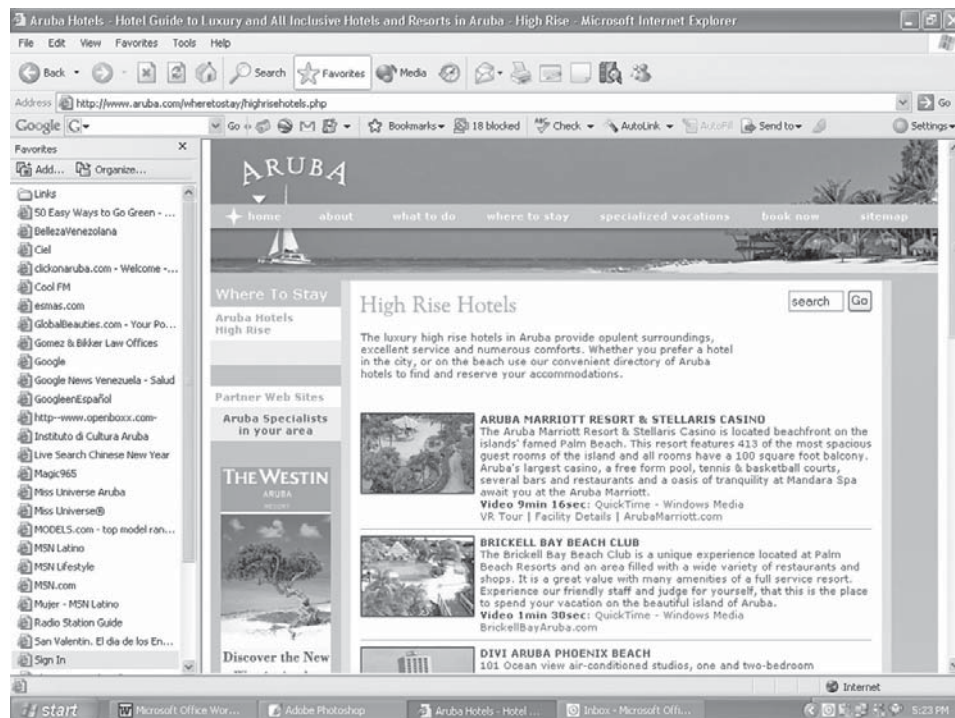 Aruba Hotels - Hotel Guide to Luxury and All Inclusive Hotels and Resorts in Aruba - High Rise - Microsoft Internet Explorer
File Edit View Favorites Tools Help
Back Search Favorites Media
Address http://www.aruba.com/wheretostay/highrisehotels.php Go
Google G Go Bookmarks 18 blocked Check AutoLink AutoFill Send to Settings
Favorites x
Add... Organize...
Links
50 Easy Ways to Go Green - ...
BellezaVenezolana
Ciel
clickonaruba.com - Welcome -...
Cool FM
esmas.com
GlobalBeauties.com - Your Po...
Gomez & Bikker Law Offices
Google
Google News Venezuela - Salud
GoogleenEspañol
http--www.openboxx.com-
Instituto di Cultura Aruba
Live Search Chinese New Year
Magic965
Miss Universe Aruba
Miss Universe®
MODELS.com - top model ran...
MSN Latino
MSN Lifestyle
MSN.com
Mujer - MSN Latino
Radio Station Guide
San Valentin. El dia de los En...
Sign In
ARUBA
home about what to do where to stay specialized vacations book now sitemap
Where To Stay
Aruba Hotels
High Rise
Partner Web Sites
Aruba Specialists
in your area
THE WESTIN
ARUBA
RESORT
Discover the New
High Rise Hotels
search Go
The luxury high rise hotels in Aruba provide opulent surroundings,
excellent service and numerous comforts. Whether you prefer a hotel
in the city, or on the beach use our convenient directory of Aruba
hotels to find and reserve your accommodations.
ARUBA MARRIOTT RESORT & STELLARIS CASINO
The Aruba Marriott Resort & Stellaris Casino is located beachfront on the
islands' famed Palm Beach. This resort features 413 of the most spacious
guest rooms of the island and all rooms have a 100 square foot balcony.
Aruba's largest casino, a free form pool, tennis & basketball courts,
several bars and restaurants and a oasis of tranquility at Mandara Spa
await you at the Aruba Marriott.
Video 9min 16sec: QuickTime - Windows Media
VR Tour | Facility Details | ArubaMarriott.com
BRICKELL BAY BEACH CLUB
The Brickell Bay Beach Club is a unique experience located at Palm
Beach Resorts and an area filled with a wide variety of restaurants and
shops. It is a great value with many amenities of a full service resort.
Experience our friendly staff and judge for yourself, that this is the place
to spend your vacation on the beautiful island of Aruba.
Video 1min 30sec: QuickTime - Windows Media
BrickellBayAruba.com
DIVI ARUBA PHOENIX BEACH
101 Ocean view air-conditioned studios, one and two-bedroom
Internet
start Microsoft Office Wor... Adobe Photoshop Aruba Hotels - Hotel ... Inbox - Microsoft Offi... 5:23 PM